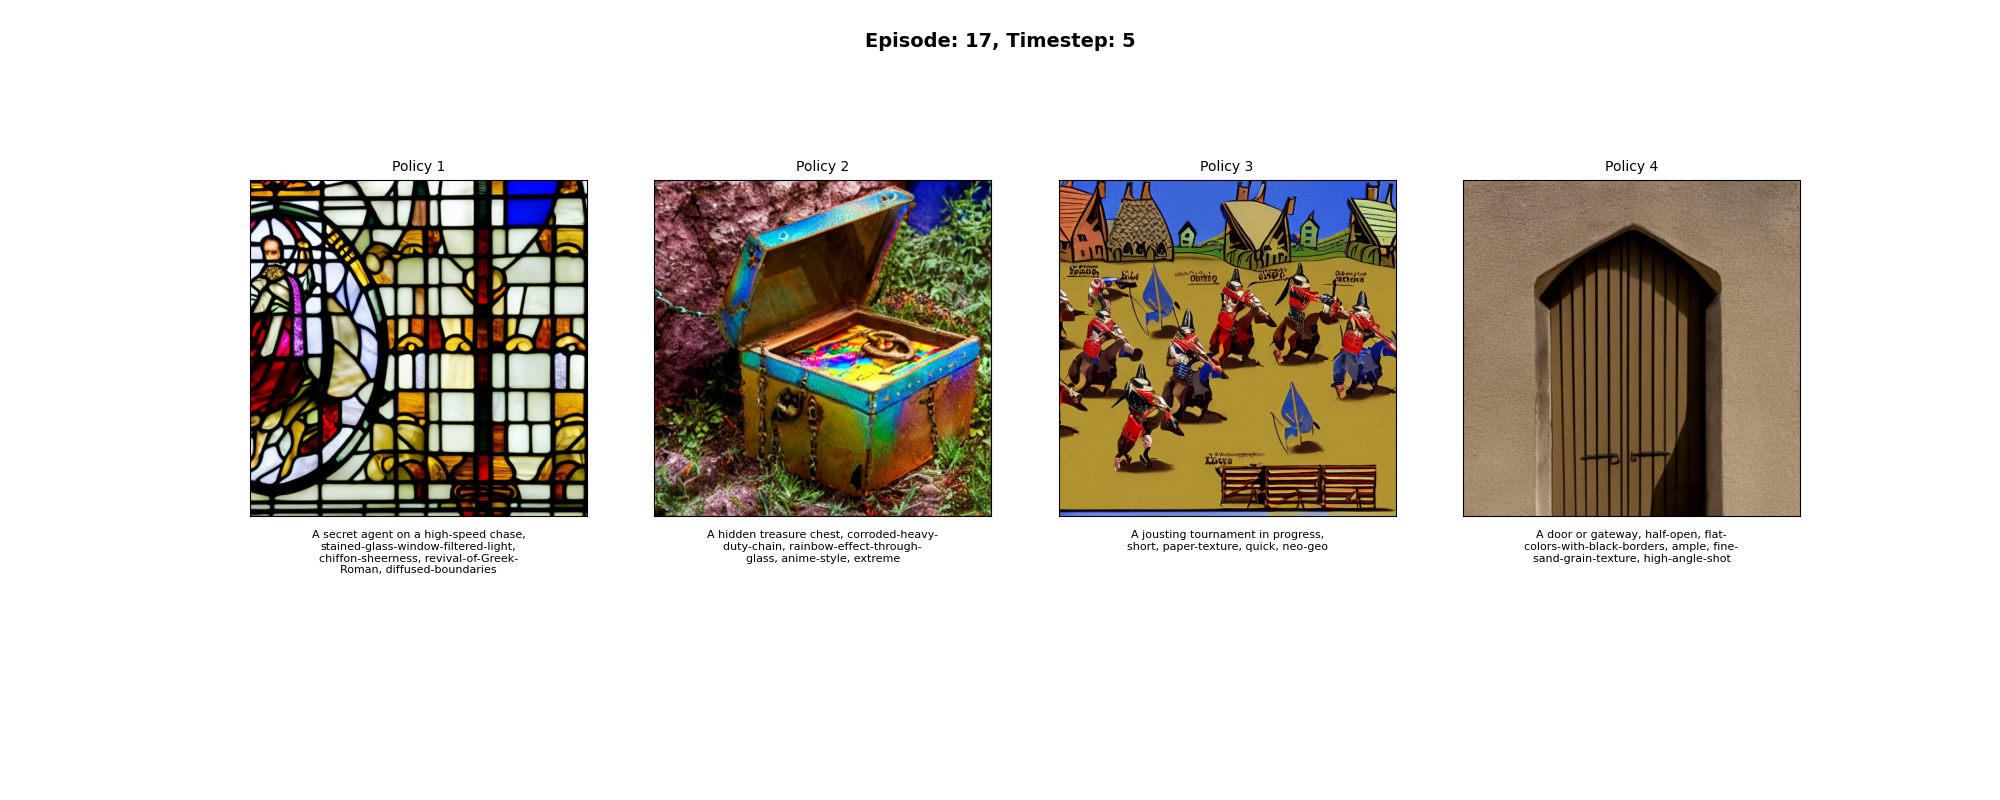 Episode: 17, Timestep: 5
Policy 1
Policy 2
Policy 3
Policy 4
A secret agent on a high-speed chase,
stained-glass-window-filtered-light,
chiffon-sheerness, revival-of-Greek-
Roman, diffused-boundaries
A hidden treasure chest, corroded-heavy-
duty-chain, rainbow-effect-through-
glass, anime-style, extreme
A jousting tournament in progress,
short, paper-texture, quick, neo-geo
A door or gateway, half-open, flat-
colors-with-black-borders, ample, fine-
sand-grain-texture, high-angle-shot